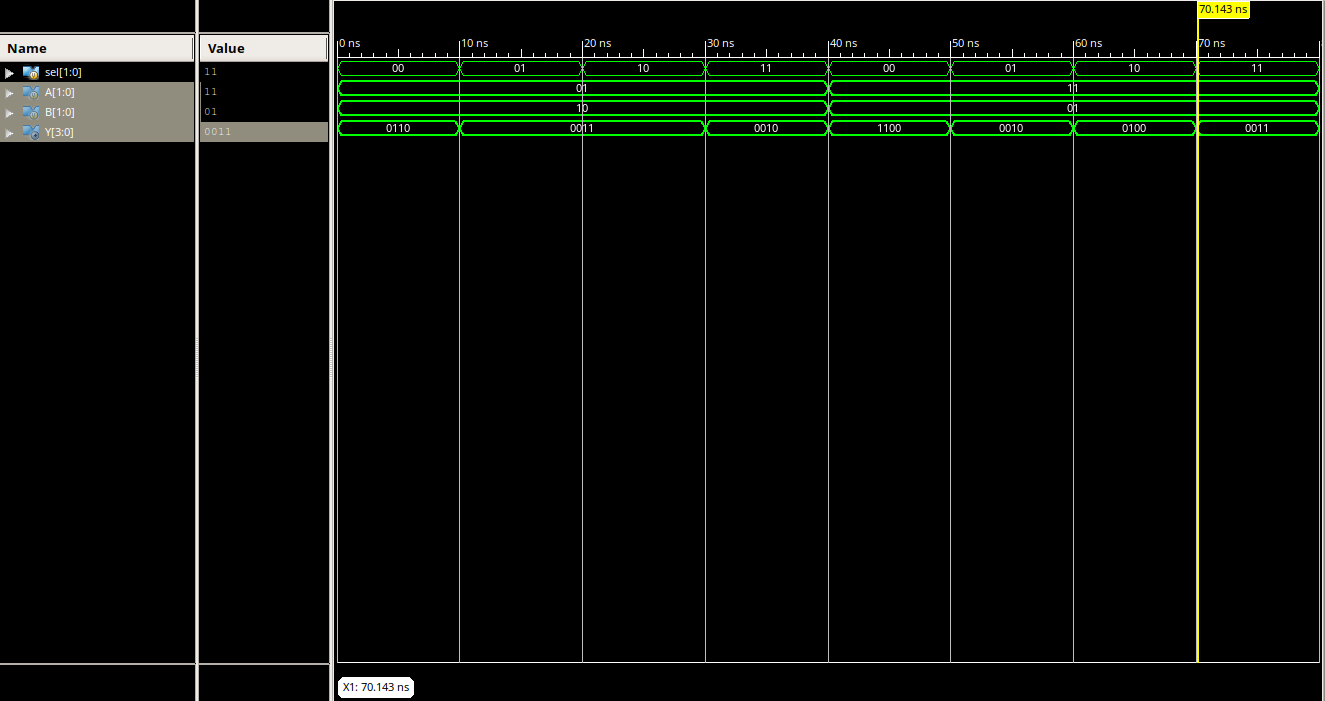 70.143 ns
Name Value
0 ns 10 ns 20 ns 30 ns 40 ns 50 ns 60 ns 70 ns
sel[1:0] 11 00 01 10 11 00 01 10 11
A[1:0] 11 01 11
B[1:0] 01 10 01
Y[3:0] 0011 0110 0011 0010 1100 0010 0100 0011
X1: 70.143 ns